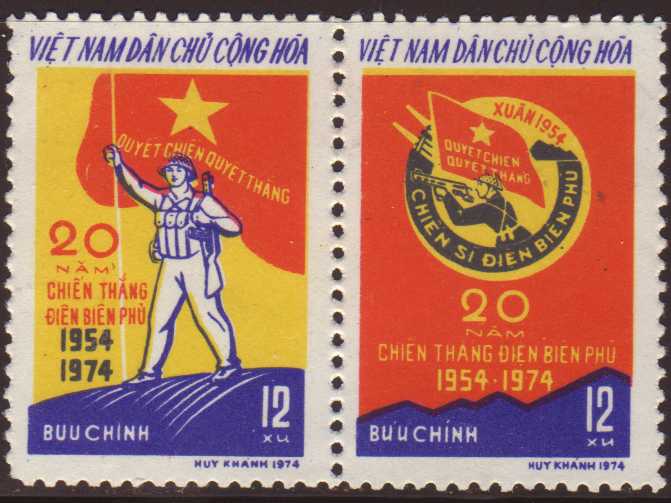 VIỆT NAM DÂN CHỦ CỘNG HÒA
QUYẾT CHIẾN QUYẾT THẮNG
20
NĂM
CHIẾN THẮNG
ĐIỆN BIÊN PHỦ
1954
1974
BƯU CHÍNH
12
XU
HUY KHÁNH 1974
VIỆT NAM DÂN CHỦ CỘNG HÒA
XUÂN 1954
QUYẾT CHIẾN
QUYẾT THẮNG
CHIẾN SĨ ĐIỆN BIÊN PHỦ
20
NĂM
CHIẾN THẮNG ĐIỆN BIÊN PHỦ
1954-1974
BƯU CHÍNH
12
XU
HUY KHÁNH 1974